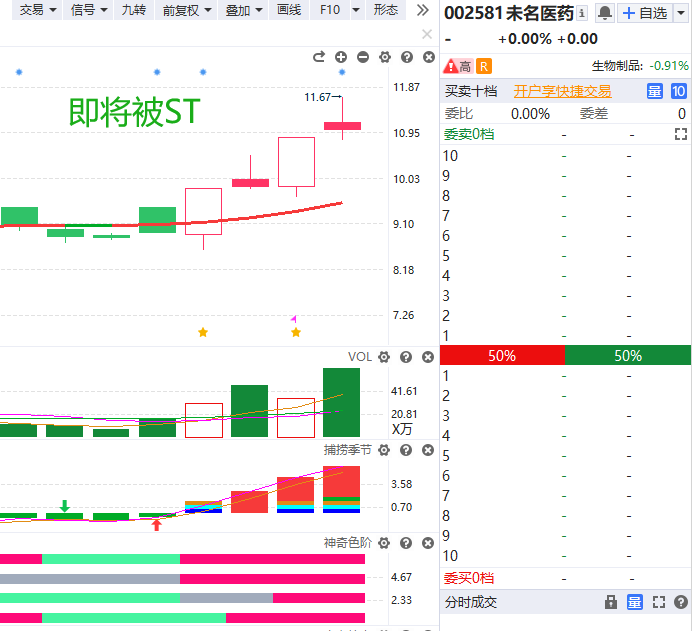 交易 信号 九转 前复权 叠加 画线 F10 形态
002581 未名医药 自选
- +0.00% +0.00
高 R 生物制品: -0.91%
买卖十档 开户享快捷交易 量 10
委比 0.00% 委差 0
委卖0档 - -
10 - -
9 - -
8 - -
7 - -
6 - -
5 - -
4 - -
3 - -
2 - -
1 - -
50% 50%
1 - -
2 - -
3 - -
4 - -
5 - -
6 - -
7 - -
8 - -
9 - -
10 - -
委买0档 - -
分时成交 量
即将被ST
11.67
11.87
10.95
10.03
9.10
8.18
7.26
VOL
41.61
20.81
X万
捕捞季节
3.58
0.70
神奇色阶
4.67
2.33